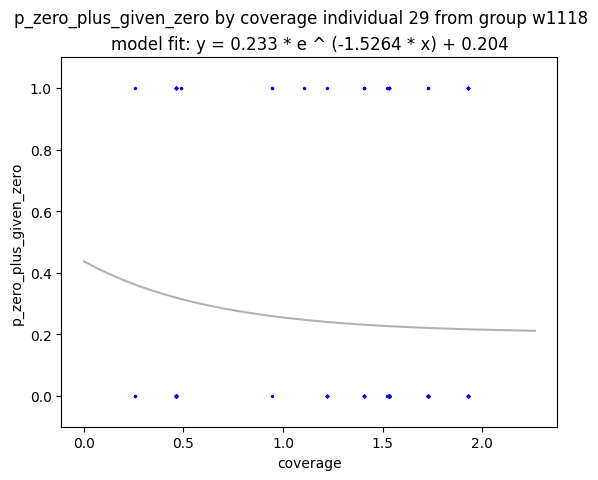 p_zero_plus_given_zero by coverage individual 29 from group w1118
model fit: y = 0.233 * e ^ (-1.5264 * x) + 0.204
1.0
0.8
0.6
0.4
0.2
0.0
p_zero_plus_given_zero
0.0 0.5 1.0 1.5 2.0
coverage